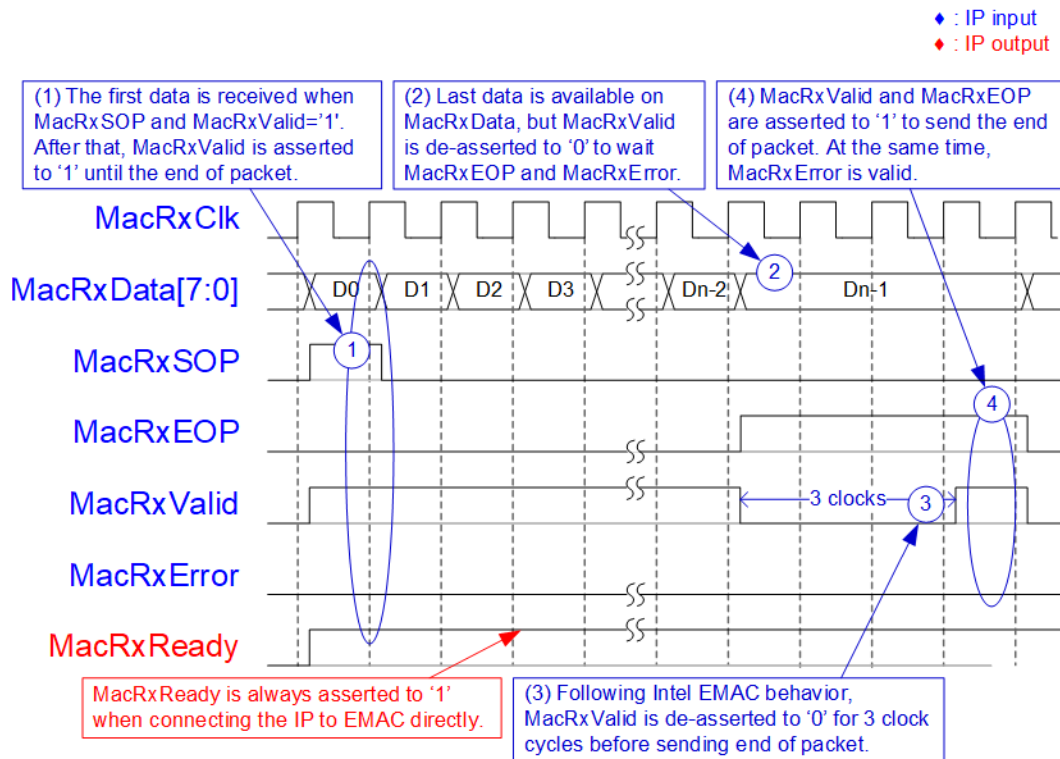 ♦ : IP input
♦ : IP output
(1) The first data is received when
MacRxSOP and MacRxValid='1'.
After that, MacRxValid is asserted
to ‘1’ until the end of packet.
(2) Last data is available on
MacRxData, but MacRxValid
is de-asserted to ‘0’ to wait
MacRxEOP and MacRxError.
(4) MacRxValid and MacRxEOP
are asserted to ‘1’ to send the end
of packet. At the same time,
MacRxError is valid.
MacRxClk
MacRxData[7:0]
D0 D1 D2 D3 Dn-2 2 Dn-1
MacRxSOP
1
MacRxEOP
4
MacRxValid
3 clocks 3
MacRxError
MacRxReady
MacRxReady is always asserted to ‘1’
when connecting the IP to EMAC directly.
(3) Following Intel EMAC behavior,
MacRxValid is de-asserted to ‘0’ for 3 clock
cycles before sending end of packet.